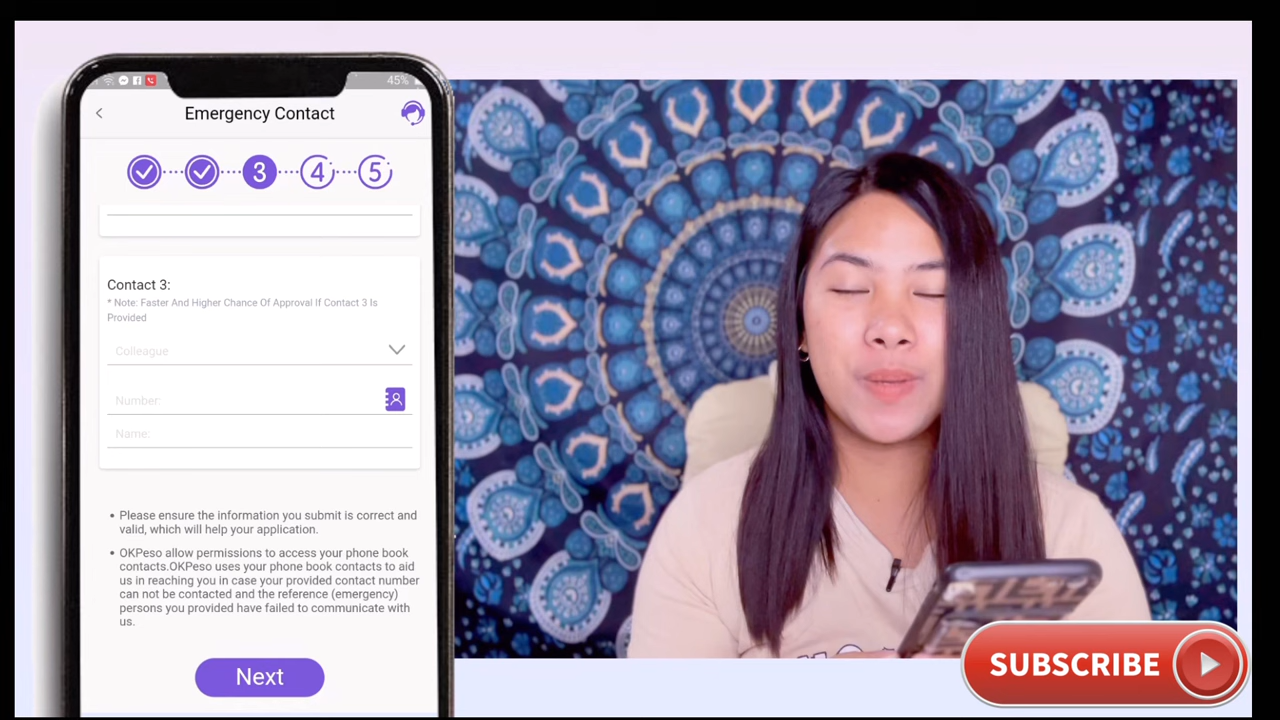 45%
Emergency Contact
3 4 5
Contact 3:
* Note: Faster And Higher Chance Of Approval If Contact 3 Is
Provided
Colleague
Number:
Name:
• Please ensure the information you submit is correct and
valid, which will help your application.
• OKPeso allow permissions to access your phone book
contacts.OKPeso uses your phone book contacts to aid
us in reaching you in case your provided contact number
can not be contacted and the reference (emergency)
persons you provided have failed to communicate with
us.
Next
SUBSCRIBE